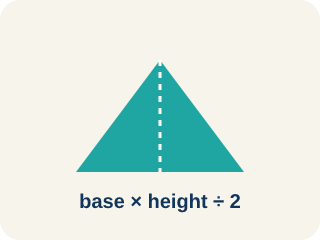 base × height ÷ 2